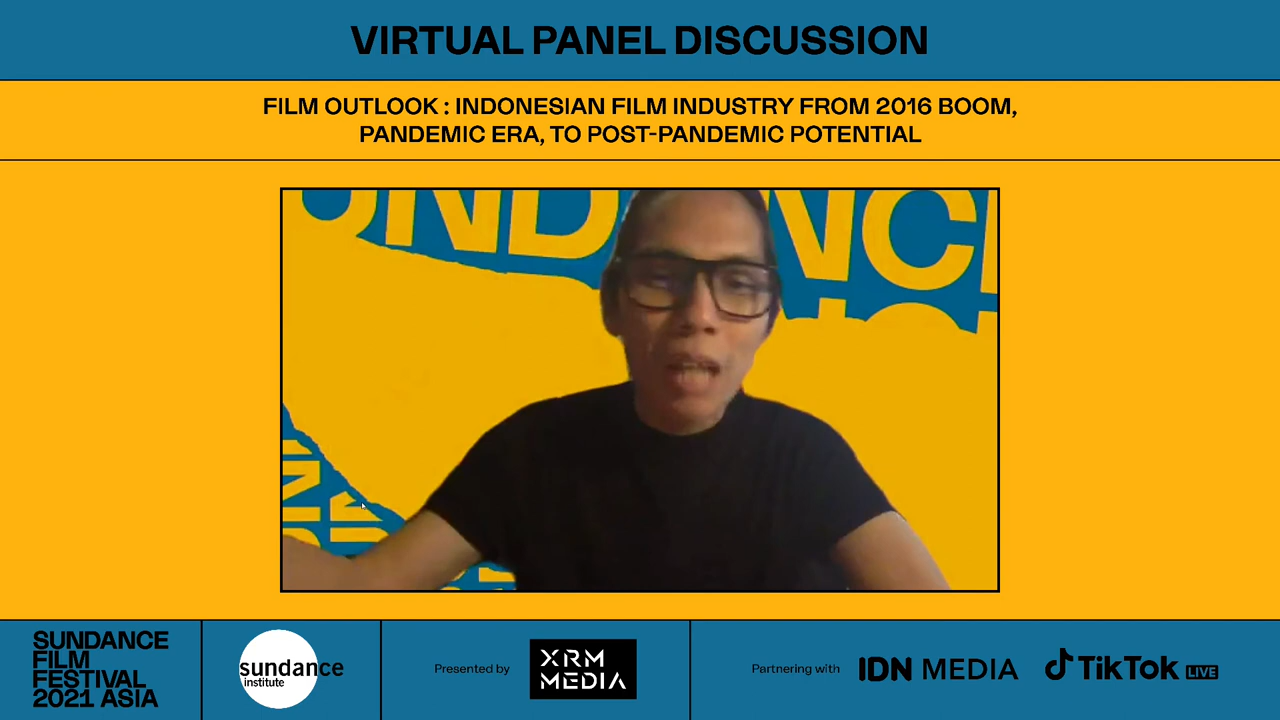 VIRTUAL PANEL DISCUSSION
FILM OUTLOOK : INDONESIAN FILM INDUSTRY FROM 2016 BOOM,
PANDEMIC ERA, TO POST-PANDEMIC POTENTIAL
SUNDANCE
FILM
FESTIVAL
2021 ASIA
sundance
institute
Presented by
XRM
MEDIA
Partnering with
IDN MEDIA
TikTok LIVE